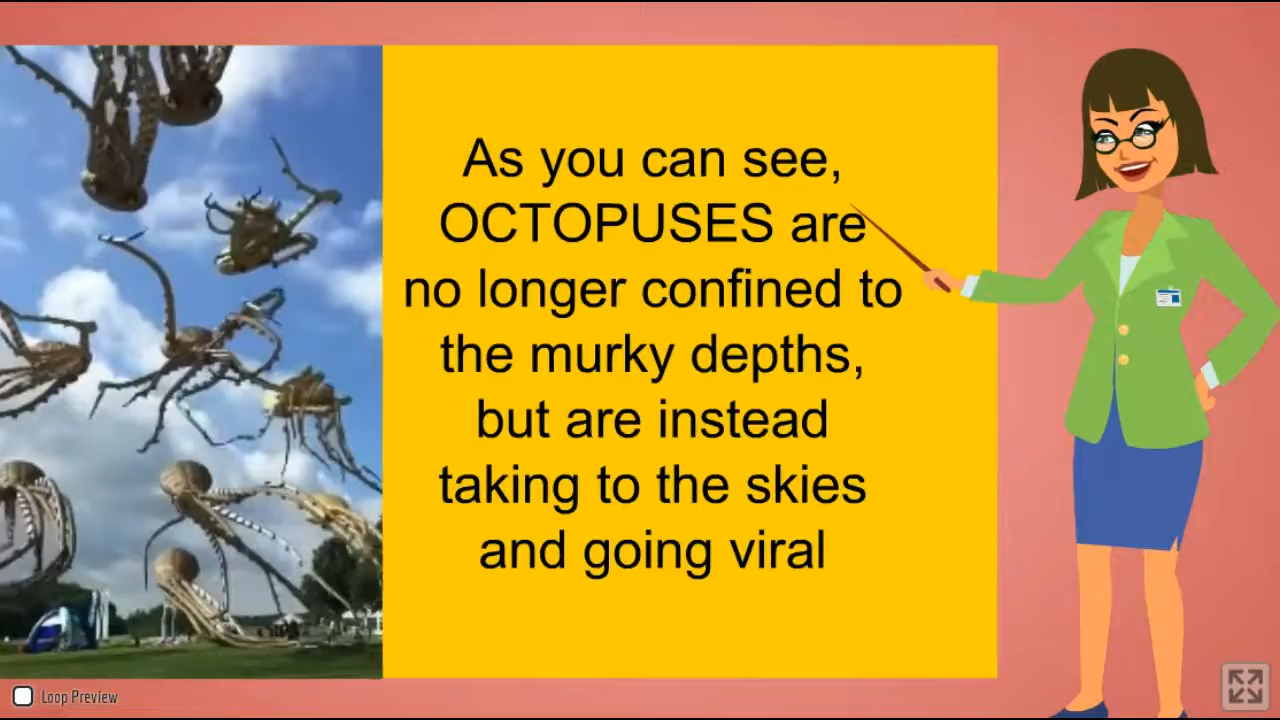 As you can see,
OCTOPUSES are
no longer confined to
the murky depths,
but are instead
taking to the skies
and going viral
Loop Preview